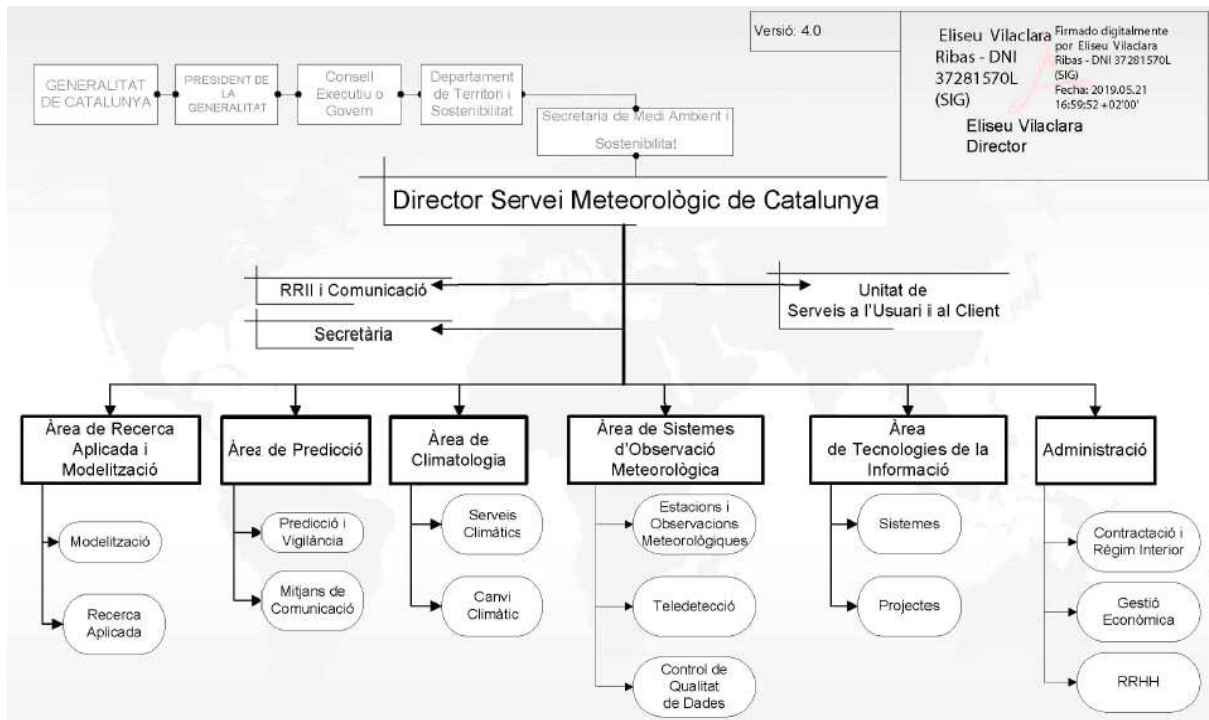 Versió: 4.0
Eliseu Vilaclara
Ribas - DNI
37281570L
(SIG)
Firmado digitalmente
por Eliseu Vilaclara
Ribas - DNI 37281570L
(SIG)
Fecha: 2019.05.21
16:59:52 +02'00'
Eliseu Vilaclara
Director
GENERALITAT
DE CATALUNYA
PRESIDENT DE
LA
GENERALITAT
Consell
Executiu o
Govern
Departament
de Territori i
Sostenibilitat
Secretaria de Medi Ambient i
Sostenibilitat
Director Servei Meteorològic de Catalunya
RRII i Comunicació
Unitat de
Serveis a l'Usuari i al Client
Secretària
Àrea de Recerca
Aplicada i
Modelització
Àrea de Predicció
Àrea de
Climatologia
Àrea de Sistemes
d'Observació
Meteorològica
Àrea
de Tecnologies de la
Informació
Administració
Modelització
Recerca
Aplicada
Predicció i
Vigilància
Mitjans de
Comunicació
Serveis
Climàtics
Canvi
Climàtic
Estacions i
Observacions
Meteorològiques
Teledetecció
Control de
Qualitat
de Dades
Sistemes
Projectes
Contractació i
Règim Interior
Gestió
Econòmica
RRHH